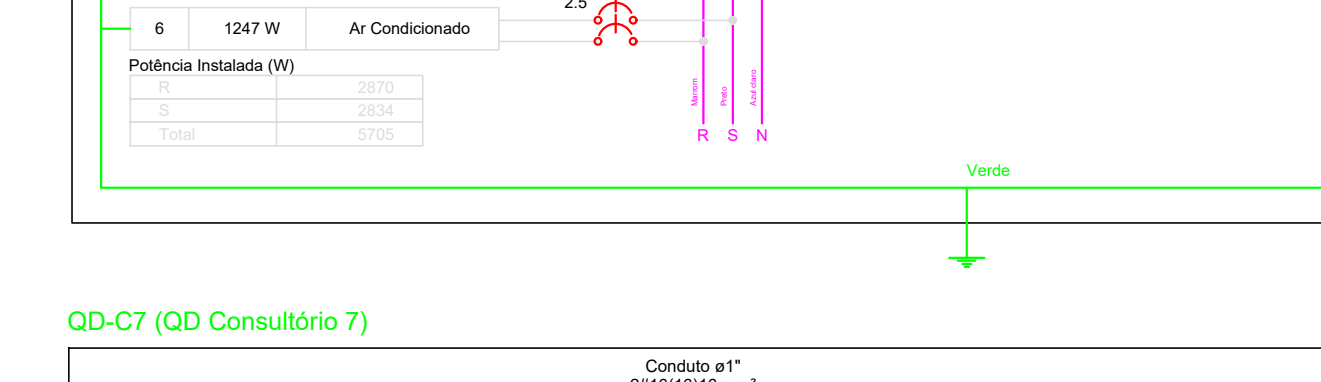 2.5
6 1247 W Ar Condicionado
Potência Instalada (W)
R 2870
S 2834
Total 5705
Marrom
Preto
Azul claro
R S N
Verde
QD-C7 (QD Consultório 7)
Conduto ø1"